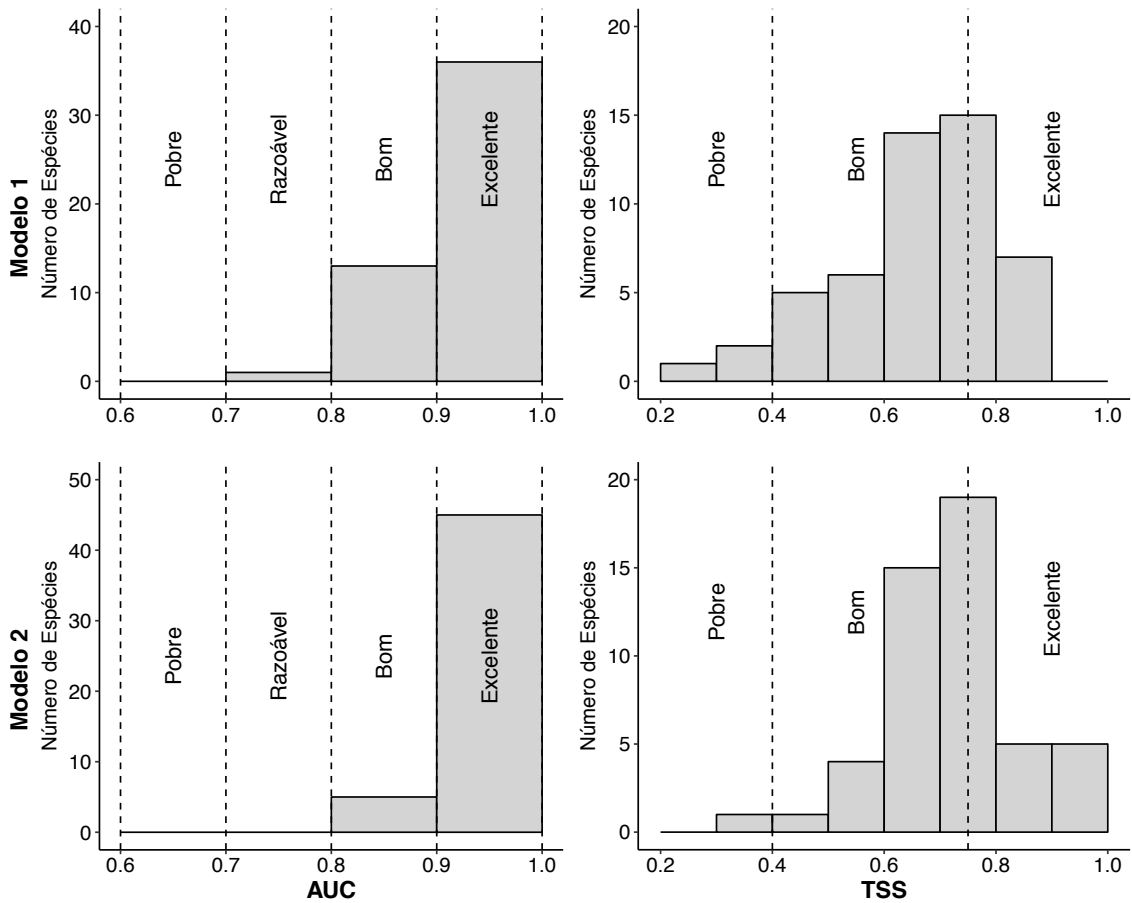 Modelo 1
Número de Espécies
40
30
20
10
0
Pobre
Razoável
Bom
Excelente
0.6 0.7 0.8 0.9 1.0
Número de Espécies
20
15
10
5
0
Pobre
Bom
Excelente
0.2 0.4 0.6 0.8 1.0
Modelo 2
Número de Espécies
50
40
30
20
10
0
Pobre
Razoável
Bom
Excelente
0.6 0.7 0.8 0.9 1.0
AUC
Número de Espécies
20
15
10
5
0
Pobre
Bom
Excelente
0.2 0.4 0.6 0.8 1.0
TSS